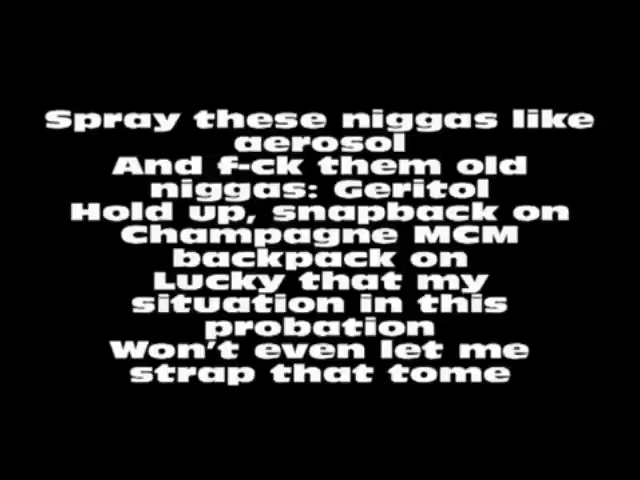 Spray these niggas like
aerosol
And f-ck them old
niggas: Geritol
Hold up, snapback on
Champagne MCM
backpack on
Lucky that my
situation in this
probation
Won't even let me
strap that tome